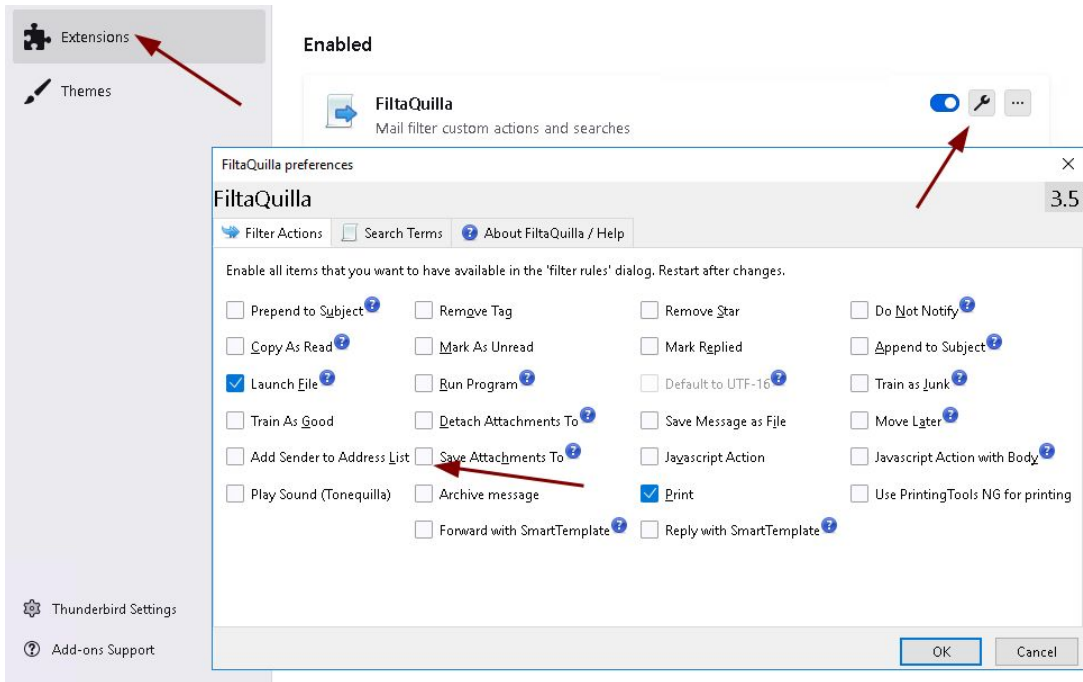 Extensions
Themes
Enabled
FiltaQuilla
Mail filter custom actions and searches
FiltaQuilla preferences
FiltaQuilla 3.5
Filter Actions Search Terms About FiltaQuilla / Help
Enable all items that you want to have available in the 'filter rules' dialog. Restart after changes.
Prepend to Subject Remove Tag Remove Star Do Not Notify
Copy As Read Mark As Unread Mark Replied Append to Subject
Launch File Run Program Default to UTF-16 Train as Junk
Train As Good Detach Attachments To Save Message as File Move Later
Add Sender to Address List Save Attachments To Javascript Action Javascript Action with Body
Play Sound (Tonequilla) Archive message Print Use PrintingTools NG for printing
Forward with SmartTemplate Reply with SmartTemplate
Thunderbird Settings
Add-ons Support
OK Cancel